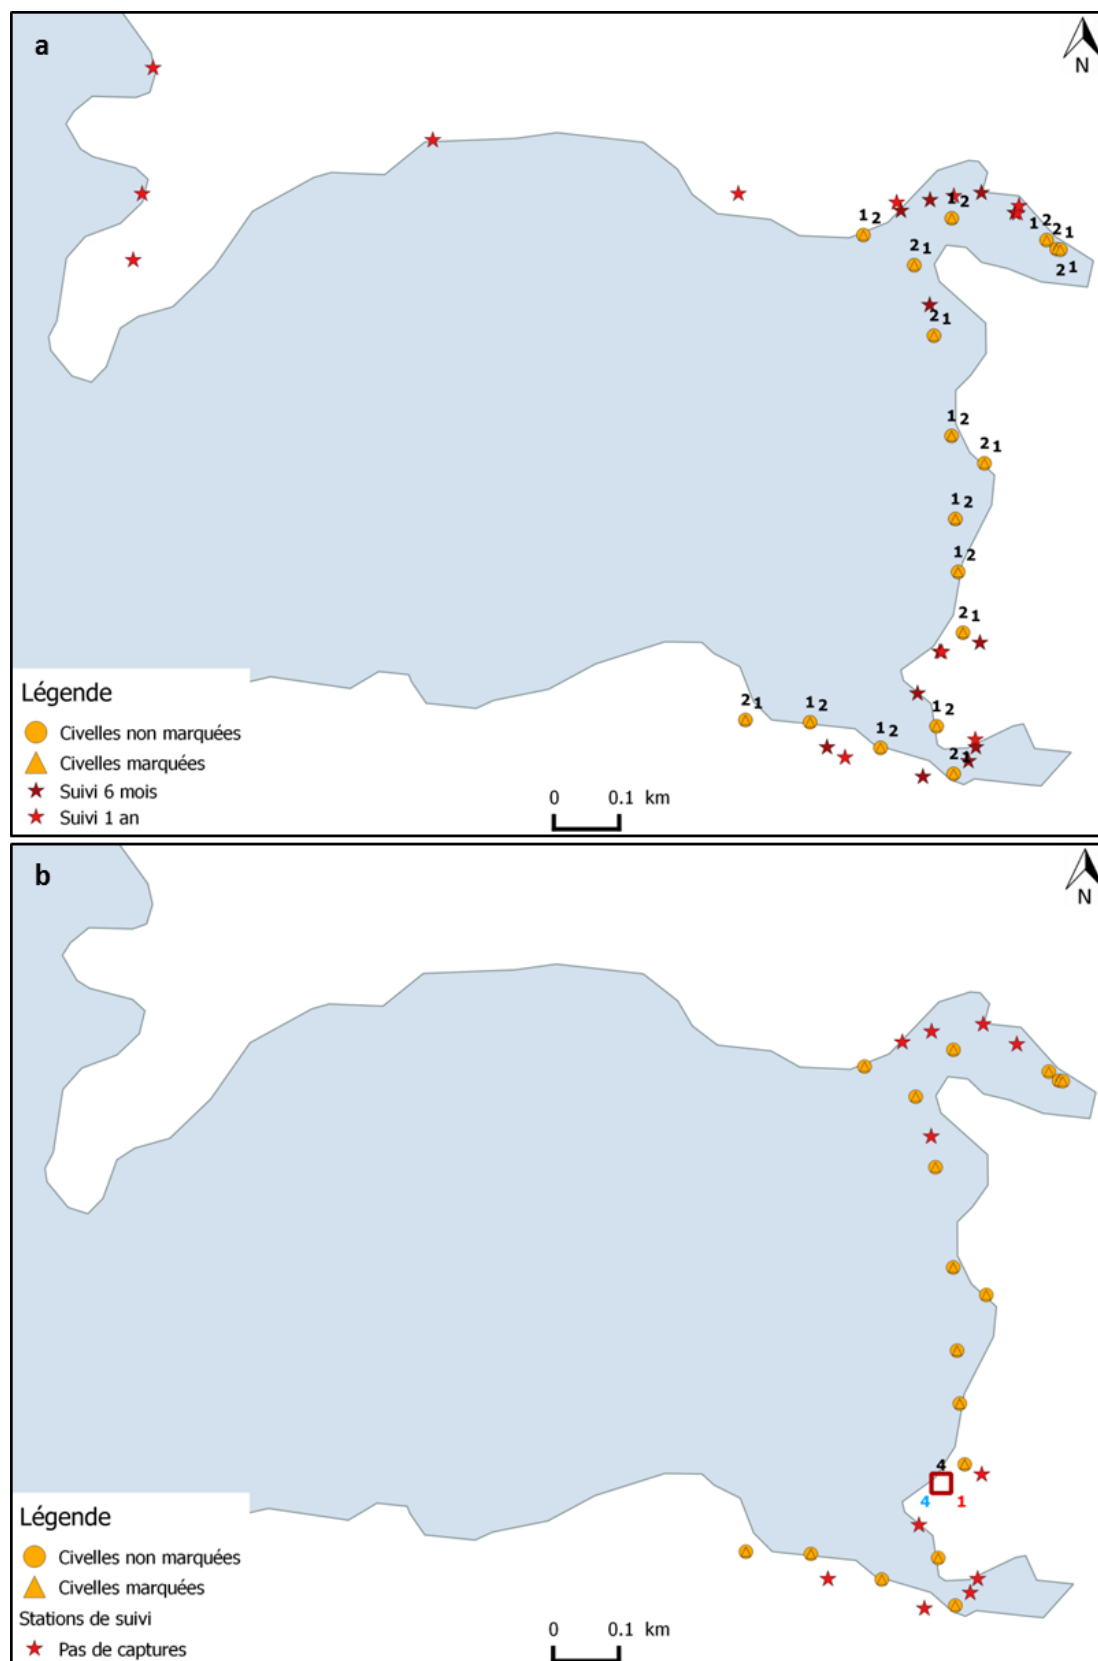 a
N
1 2
1 2
1 2 2 1
2 1
2 1
2 1
1 2
2 1
1 2
1 2
2 1
2 1
1 2
1 2
1 2
2 1
Légende
Civelles non marquées
Civelles marquées
Suivi 6 mois
Suivi 1 an
0 0.1 km
b
N
4
4 1
Légende
Civelles non marquées
Civelles marquées
Stations de suivi
Pas de captures
0 0.1 km